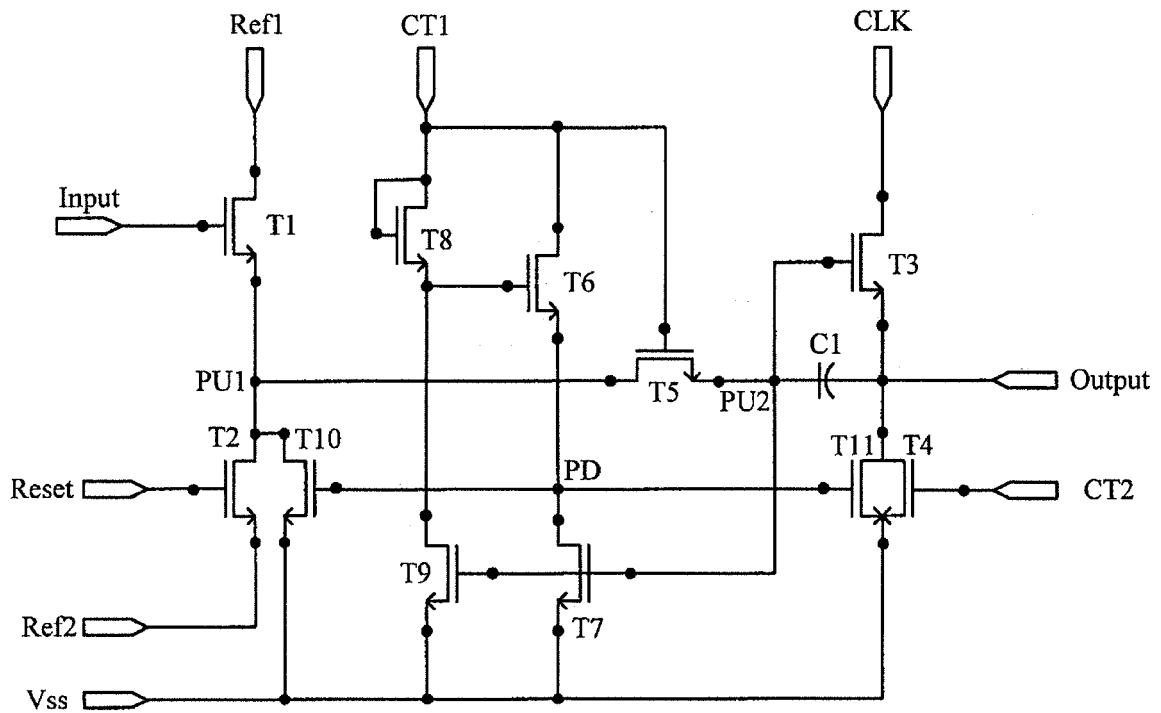 Ref1
CT1
CLK
Input
T1
T8
T6
T3
C1
PU1
T5
PU2
Output
T2
T10
T11
T4
Reset
PD
CT2
T9
T7
Ref2
Vss